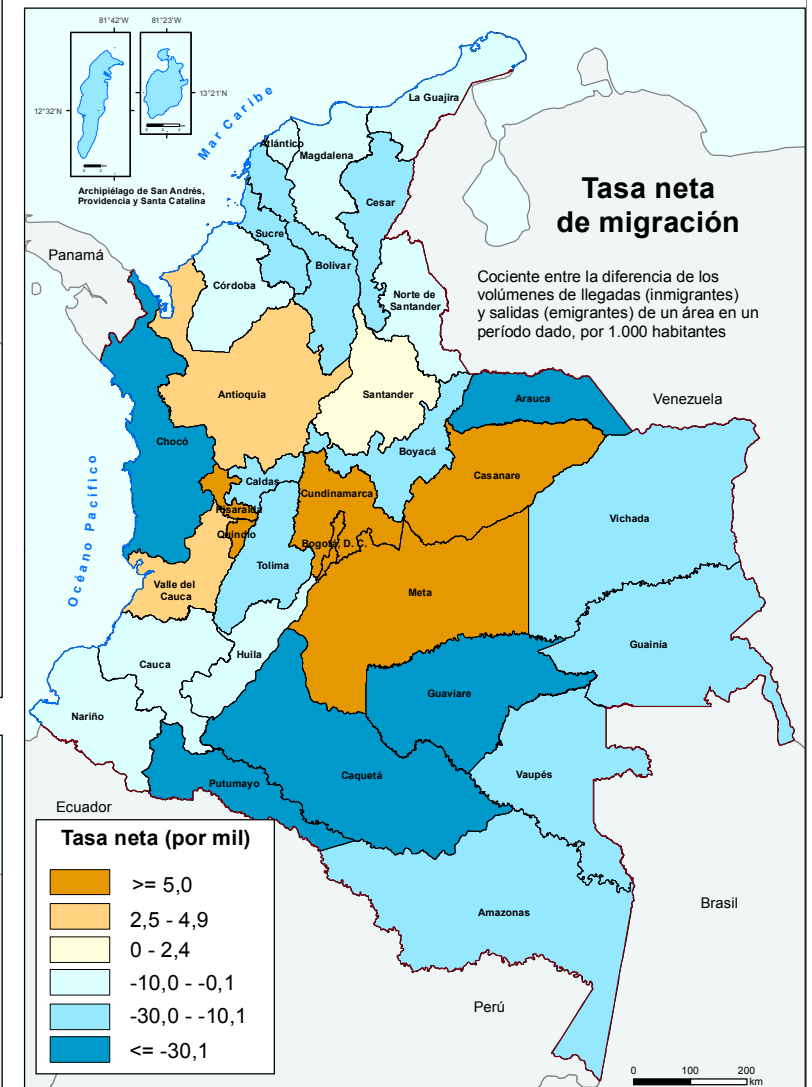 81°42'W
81°23'W
12°32'N
13°21'N
Archipiélago de San Andrés,
Providencia y Santa Catalina
Mar Caribe
Tasa neta
de migración
Cociente entre la diferencia de los
volúmenes de llegadas (inmigrantes)
y salidas (emigrantes) de un área en un
período dado, por 1.000 habitantes
La Guajira
Atlántico
Magdalena
Cesar
Sucre
Bolívar
Panamá
Córdoba
Norte de
Santander
Antioquia
Santander
Arauca
Venezuela
Chocó
Boyacá
Océano Pacífico
Caldas
Cundinamarca
Casanare
Risaralda
Vichada
Quindío
Bogotá, D. C.
Tolima
Valle del
Cauca
Meta
Guainía
Cauca
Huila
Guaviare
Nariño
Caquetá
Vaupés
Putumayo
Ecuador
Amazonas
Brasil
Perú
Tasa neta (por mil)
>= 5,0
2,5 - 4,9
0 - 2,4
-10,0 - -0,1
-30,0 - -10,1
<= -30,1
0 100 200
km